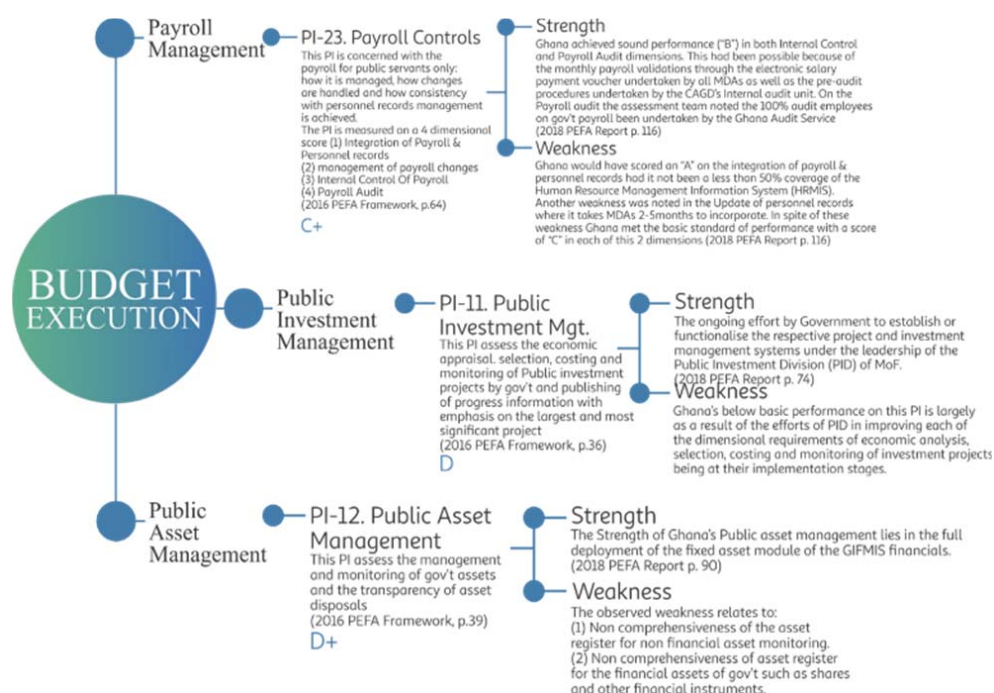 Payroll
Management
PI-23. Payroll Controls
This PI is concerned with the
payroll for public servants only:
how it is managed, how changes
are handled and how consistency
with personnel records management
is achieved.
The PI is measured on a 4 dimensional
score (1) Integration of Payroll &
Personnel records
(2) management of payroll changes
(3) Internal Control Of Payroll
(4) Payroll Audit
(2016 PEFA Framework, p.64)
C+
Strength
Ghana achieved sound performance ("B") in both Internal Control
and Payroll Audit dimensions. This had been possible because of
the monthly payroll validations through the electronic salary
payment voucher undertaken by all MDAs as well as the pre-audit
procedures undertaken by the CAGD's Internal audit unit. On the
Payroll audit the assessment team noted the 100% audit employees
on gov't payroll been undertaken by the Ghana Audit Service
(2018 PEFA Report p. 116)
Weakness
Ghana would have scored an "A" on the integration of payroll &
personnel records had it not been a less than 50% coverage of the
Human Resource Management Information System (HRMIS).
Another weakness was noted in the Update of personnel records
where it takes MDAs 2-5months to incorporate. In spite of these
weakness Ghana met the basic standard of performance with a score
of "C" in each of this 2 dimensions (2018 PEFA Report p. 116)
BUDGET
EXECUTION
Public
Investment
Management
PI-11. Public
Investment Mgt.
This PI assess the economic
appraisal. selection, costing and
monitoring of Public investment
projects by gov't and publishing
of progress information with
emphasis on the largest and most
significant project
(2016 PEFA Framework, p.36)
D
Strength
The ongoing effort by Government to establish or
functionalise the respective project and investment
management systems under the leadership of the
Public Investment Division (PID) of MoF.
(2018 PEFA Report p. 74)
Weakness
Ghana's below basic performance on this PI is largely
as a result of the efforts of PID in improving each of
the dimensional requirements of economic analysis,
selection, costing and monitoring of investment projects
being at their implementation stages.
Public
Asset
Management
PI-12. Public Asset
Management
This PI assess the management
and monitoring of gov't assets
and the transparency of asset
disposals
(2016 PEFA Framework, p.39)
D+
Strength
The Strength of Ghana's Public asset management lies in the full
deployment of the fixed asset module of the GIFMIS financials.
(2018 PEFA Report p. 90)
Weakness
The observed weakness relates to:
(1) Non comprehensiveness of the asset
register for non financial asset monitoring.
(2) Non comprehensiveness of asset register
for the financial assets of gov't such as shares
and other financial instruments.